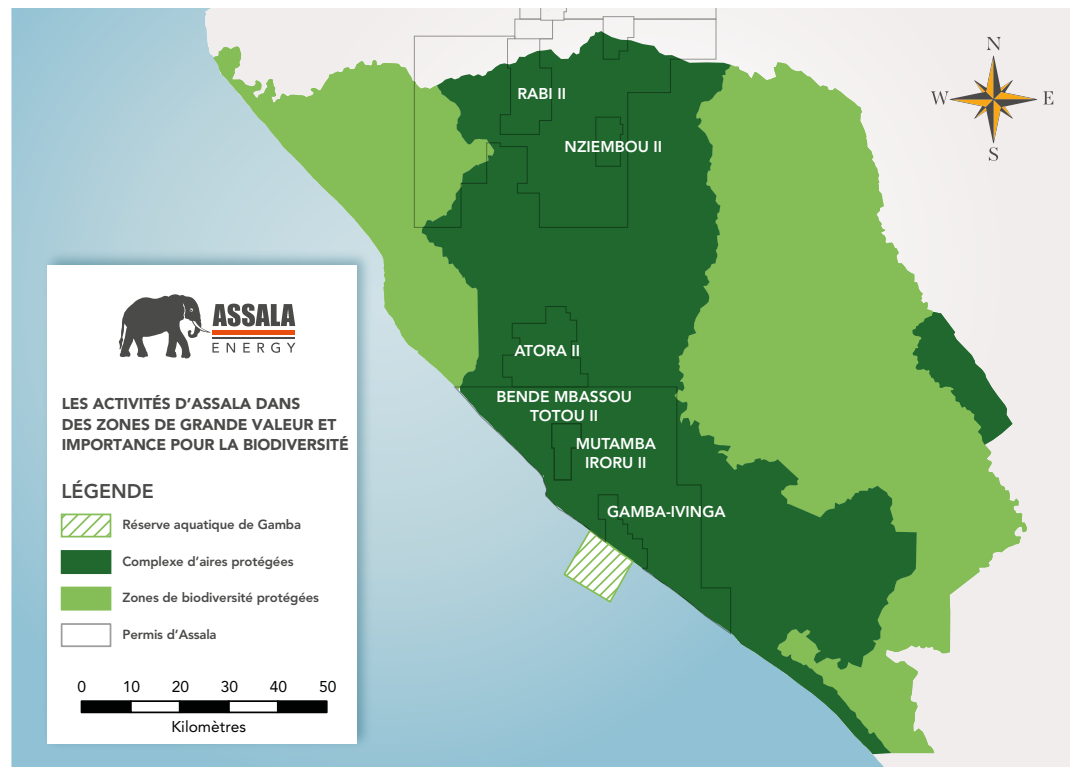 RABI II
NZIEMBOU II
N
W
E
S
ASSALA
ENERGY
LES ACTIVITÉS D'ASSALA DANS
DES ZONES DE GRANDE VALEUR ET
IMPORTANCE POUR LA BIODIVERSITÉ
LÉGENDE
Réserve aquatique de Gamba
Complexe d'aires protégées
Zones de biodiversité protégées
Permis d'Assala
0 10 20 30 40 50
Kilomètres
ATORA II
BENDE MBASSOU
TOTOU II
MUTAMBA
IRORU II
GAMBA-IVINGA